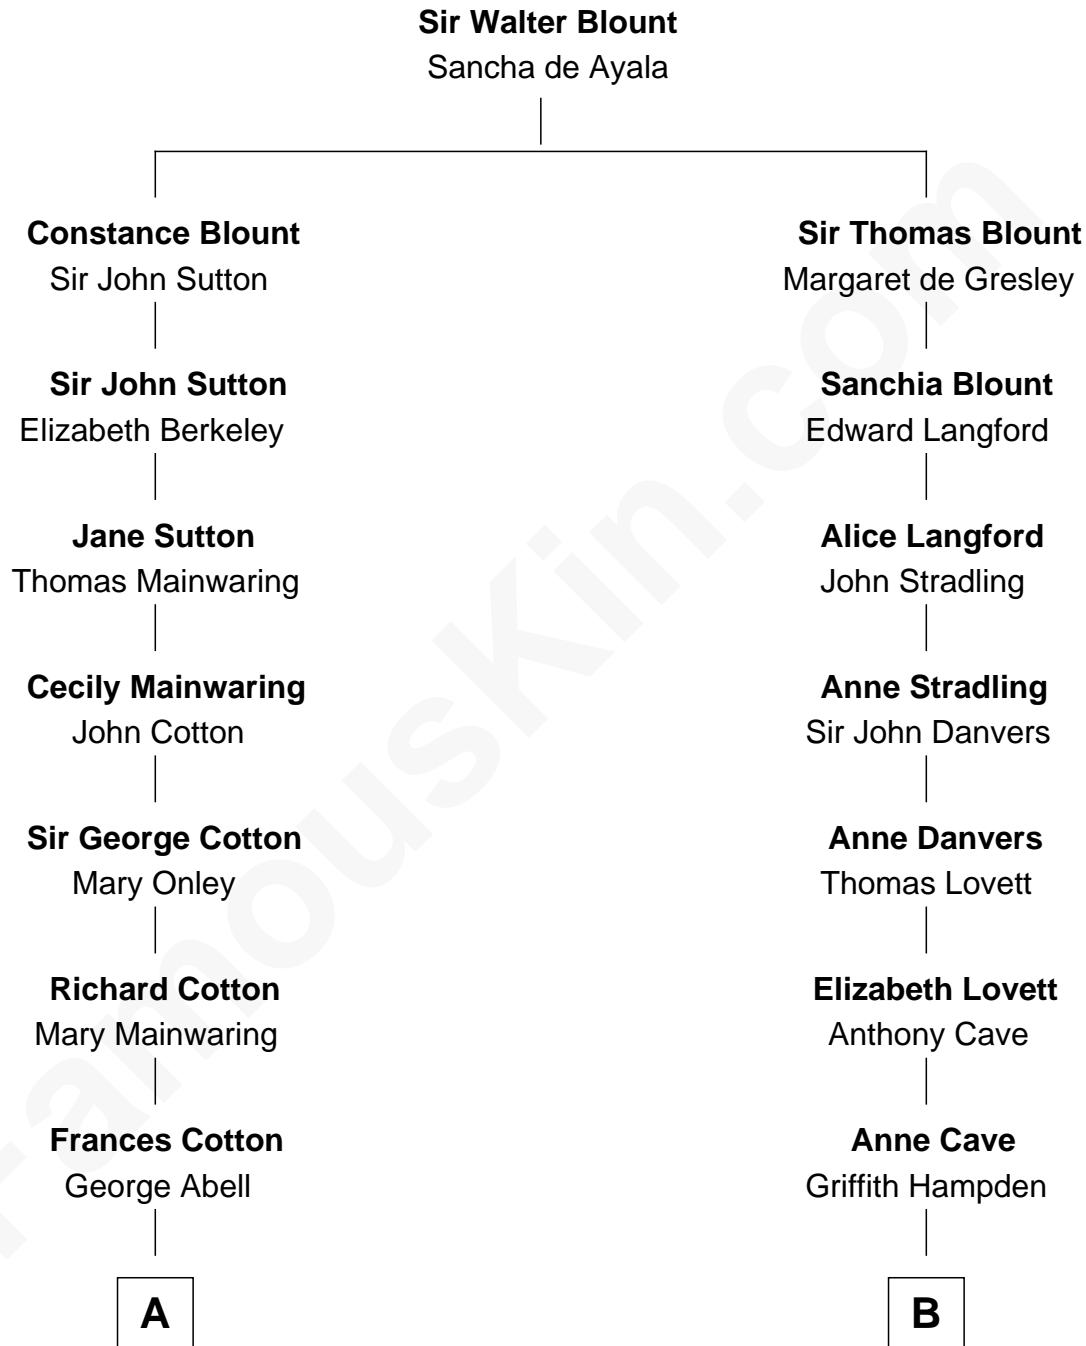 Sir Walter Blount
Sancha de Ayala
Constance Blount
Sir John Sutton
Sir Thomas Blount
Margaret de Gresley
Sir John Sutton
Elizabeth Berkeley
Sanchia Blount
Edward Langford
Jane Sutton
Thomas Mainwaring
Alice Langford
John Stradling
Cecily Mainwaring
John Cotton
Anne Stradling
Sir John Danvers
Sir George Cotton
Mary Onley
Anne Danvers
Thomas Lovett
Richard Cotton
Mary Mainwaring
Elizabeth Lovett
Anthony Cave
Frances Cotton
George Abell
Anne Cave
Griffith Hampden
A
B
FamousKin.com